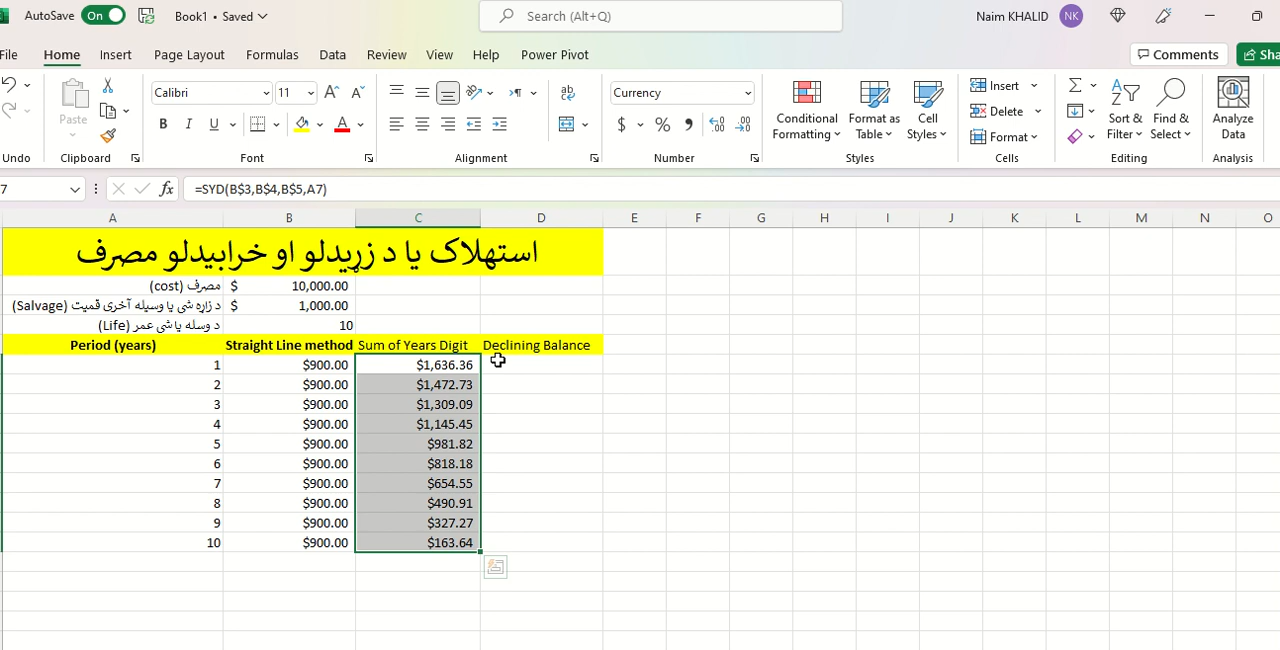 AutoSave On Book1 • Saved Search (Alt+Q) Naim KHALID NK
File Home Insert Page Layout Formulas Data Review View Help Power Pivot Comments Sha
Paste Calibri 11 Currency Conditional Formatting Format as Table Cell Styles Insert Delete Format Sort & Filter Find & Select Analyze Data
B I U A $ %
Undo Clipboard Font Alignment Number Styles Cells Editing Analysis
7 fx =SYD(B$3,B$4,B$5,A7)
A B C D E F G H I J K L M N O
استهلاک یا د زړیدلو او خرابیدلو مصرف
مصرف (cost) $ 10,000.00
د زاړه شی یا وسیله آخری قمیت (Salvage) $ 1,000.00
د وسله یا شی عمر (Life) 10
Period (years) Straight Line method Sum of Years Digit Declining Balance
1 $900.00 $1,636.36
2 $900.00 $1,472.73
3 $900.00 $1,309.09
4 $900.00 $1,145.45
5 $900.00 $981.82
6 $900.00 $818.18
7 $900.00 $654.55
8 $900.00 $490.91
9 $900.00 $327.27
10 $900.00 $163.64